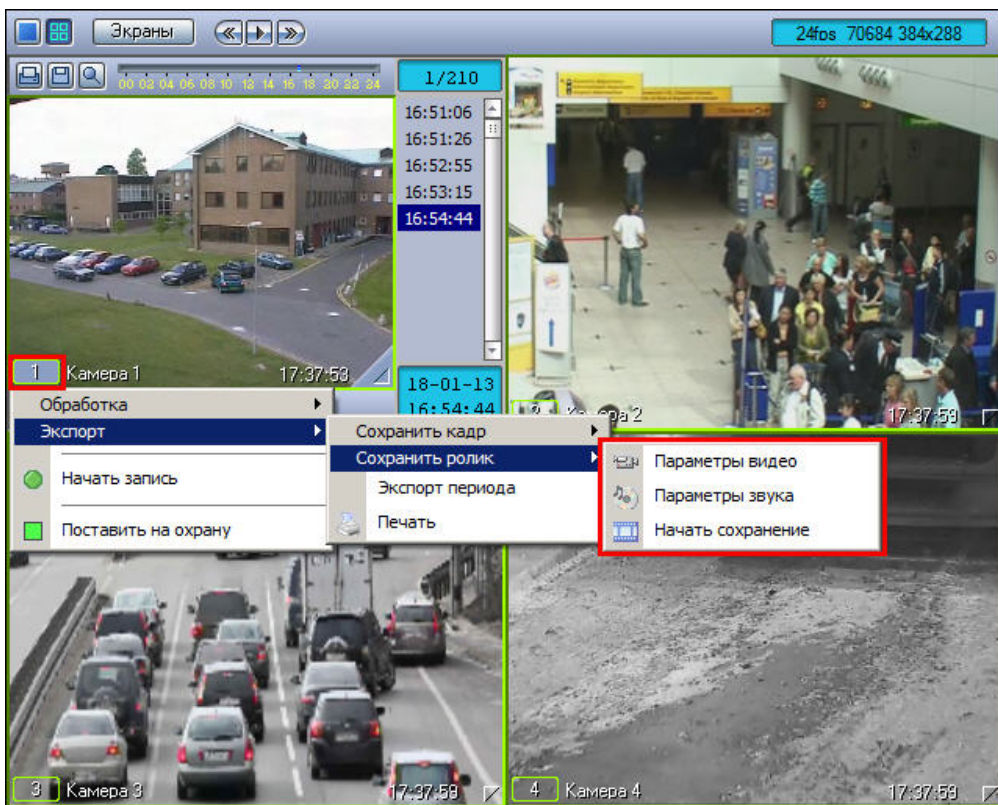 Экраны
24fps 70684 384x288
00 02 04 06 08 10 12 14 16 18 20 22 24
1/210
16:51:06
16:51:26
16:52:55
16:53:15
16:54:44
1 Камера 1 17:37:53
18-01-13
16:54:44
2 Камера 2 17:37:59
Обработка
Экспорт
Начать запись
Поставить на охрану
Сохранить кадр
Сохранить ролик
Экспорт периода
Печать
Параметры видео
Параметры звука
Начать сохранение
3 Камера 3 17:37:59
4 Камера 4 17:37:59